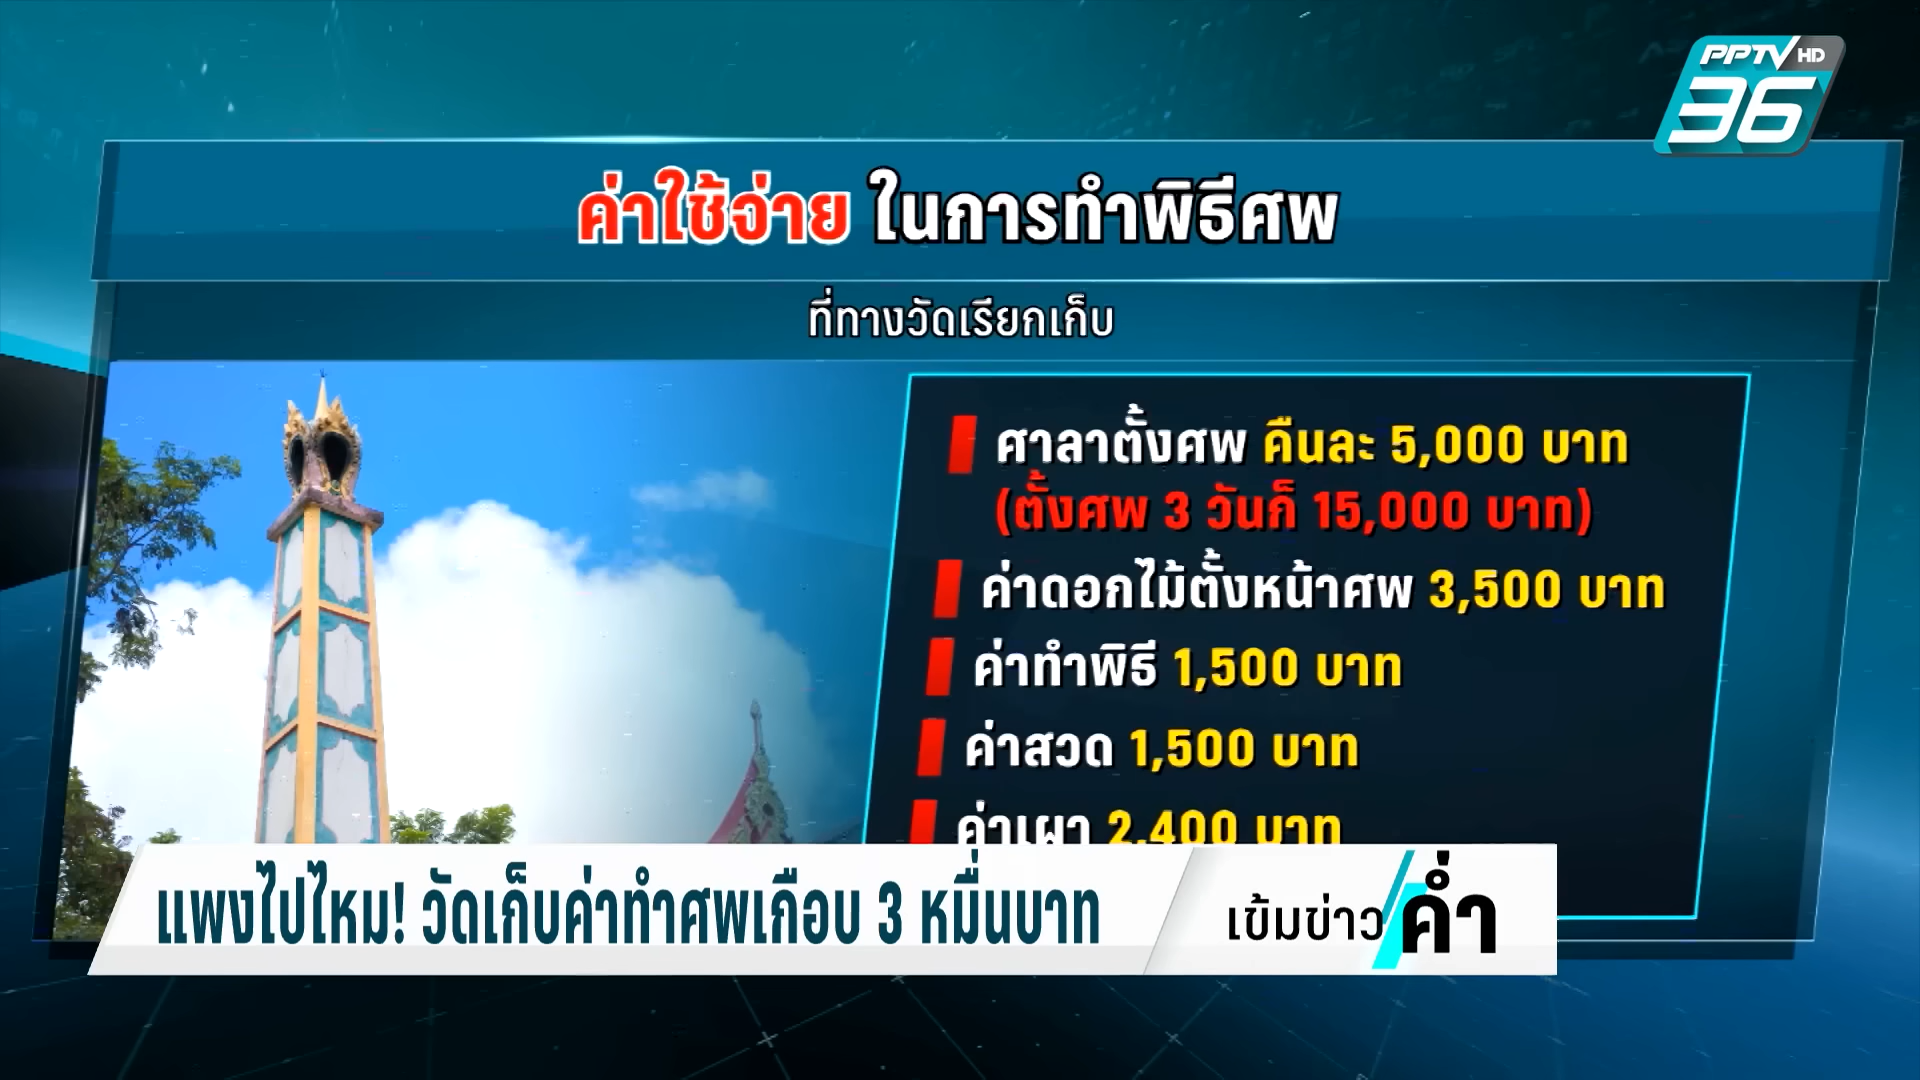 PPTV HD
36
ค่าใช้จ่าย ในการทำพิธีศพ
ที่ทางวัดเรียกเก็บ
ศาลาตั้งศพ คืนละ 5,000 บาท
(ตั้งศพ 3 วันก็ 15,000 บาท)
ค่าดอกไม้ตั้งหน้าศพ 3,500 บาท
ค่าทำพิธี 1,500 บาท
ค่าสวด 1,500 บาท
ค่าเผา 2,400 บาท
แพงไปไหม! วัดเก็บค่าทำศพเกือบ 3 หมื่นบาท
เข้มข่าวค่ำ